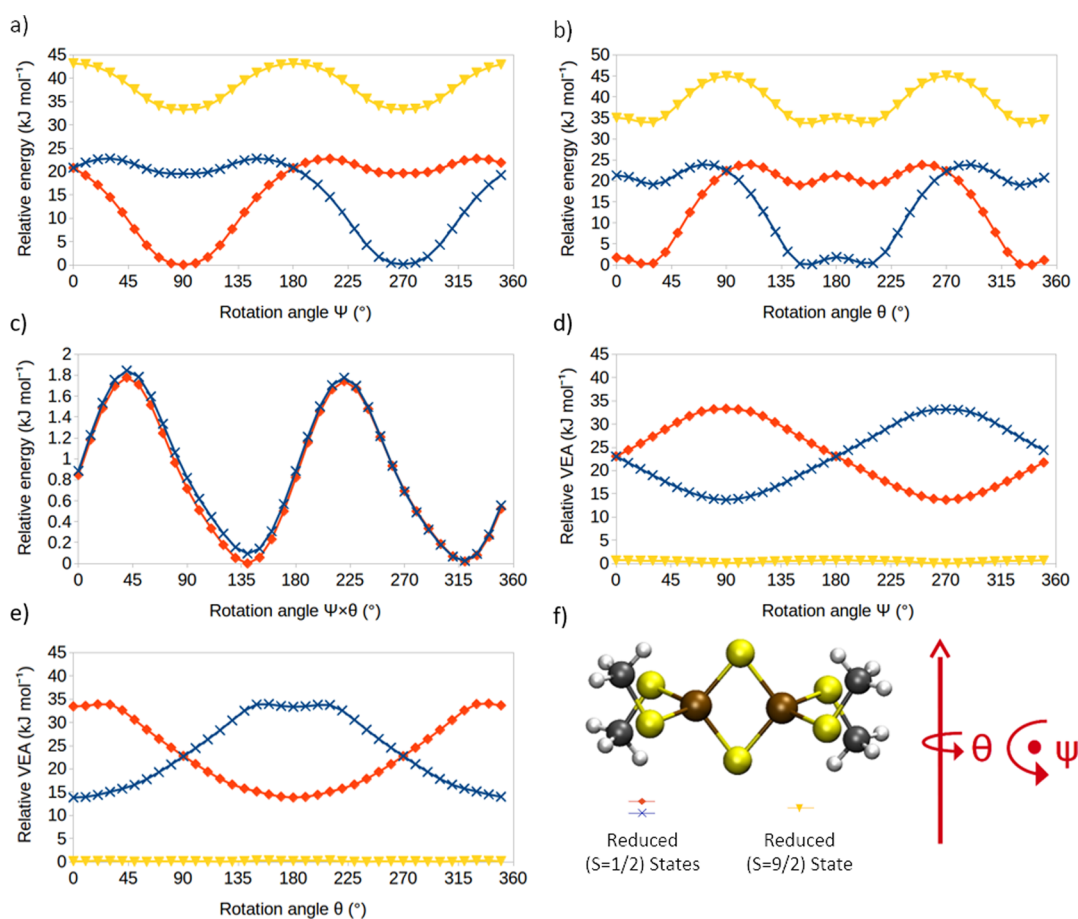 a)
45
40
35
30
25
20
15
10
5
0
Relative energy (kJ mol⁻¹)
0 45 90 135 180 225 270 315 360
Rotation angle Ψ (°)
b)
50
45
40
35
30
25
20
15
10
5
0
Relative energy (kJ mol⁻¹)
0 45 90 135 180 225 270 315 360
Rotation angle θ (°)
c)
2
1.8
1.6
1.4
1.2
1
0.8
0.6
0.4
0.2
0
Relative energy (kJ mol⁻¹)
0 45 90 135 180 225 270 315 360
Rotation angle Ψ×θ (°)
d)
45
40
35
30
25
20
15
10
5
0
Relative VEA (kJ mol⁻¹)
0 45 90 135 180 225 270 315 360
Rotation angle Ψ (°)
e)
45
40
35
30
25
20
15
10
5
0
Relative VEA (kJ mol⁻¹)
0 45 90 135 180 225 270 315 360
Rotation angle θ (°)
f)
θ Ψ
Reduced
(S=1/2) States
Reduced
(S=9/2) State